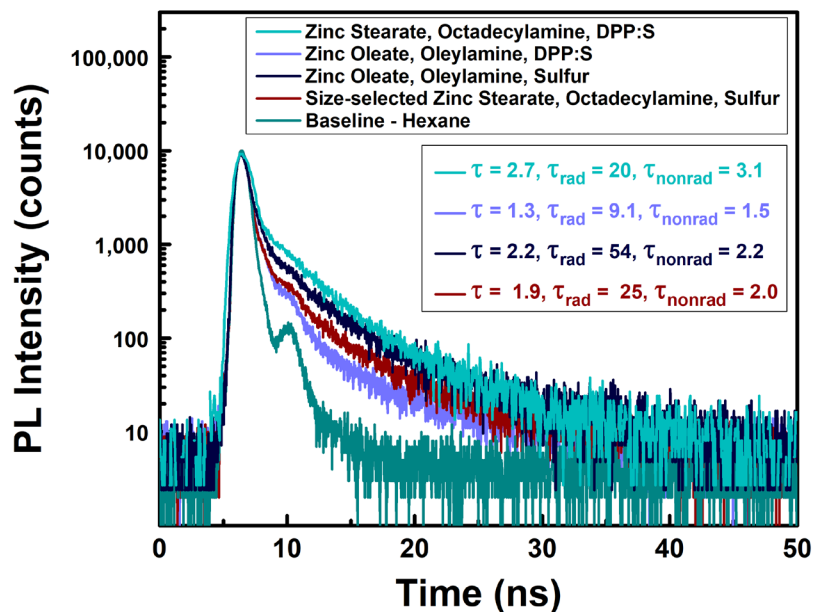 100,000
10,000
1,000
100
10
PL Intensity (counts)
Zinc Stearate, Octadecylamine, DPP:S
Zinc Oleate, Oleylamine, DPP:S
Zinc Oleate, Oleylamine, Sulfur
Size-selected Zinc Stearate, Octadecylamine, Sulfur
Baseline - Hexane
τ = 2.7, τrad = 20, τnonrad = 3.1
τ = 1.3, τrad = 9.1, τnonrad = 1.5
τ = 2.2, τrad = 54, τnonrad = 2.2
τ = 1.9, τrad = 25, τnonrad = 2.0
0 10 20 30 40 50
Time (ns)